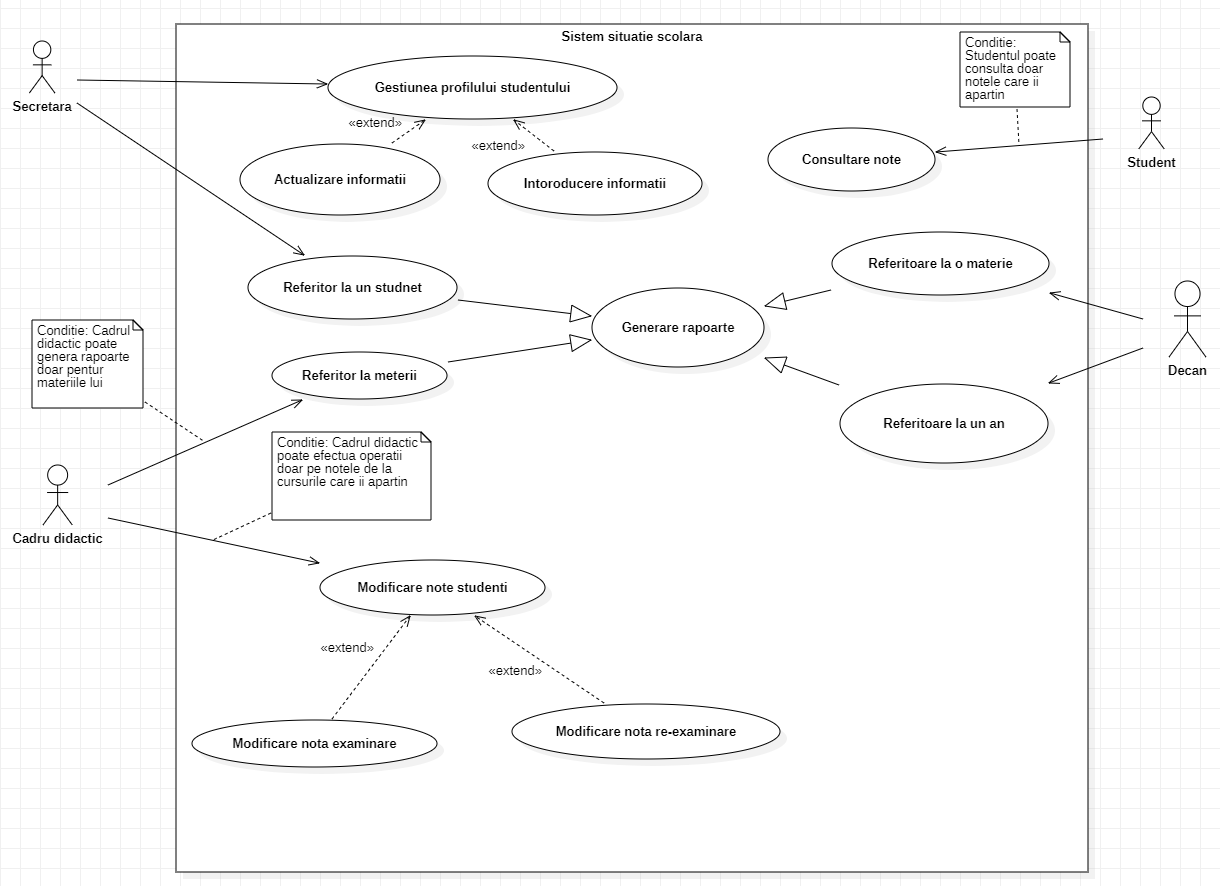 Sistem situatie scolara
Conditie:
Studentul poate
consulta doar
notele care ii
apartin
Secretara
Gestiunea profilului studentului
«extend»
«extend»
Actualizare informatii
Intoroducere informatii
Consultare note
Student
Referitor la un studnet
Referitoare la o materie
Generare rapoarte
Conditie: Cadrul
didactic poate
genera rapoarte
doar pentur
materiile lui
Referitor la meterii
Decan
Referitoare la un an
Conditie: Cadrul didactic
poate efectua operatii
doar pe notele de la
cursurile care ii apartin
Cadru didactic
Modificare note studenti
«extend»
«extend»
Modificare nota examinare
Modificare nota re-examinare